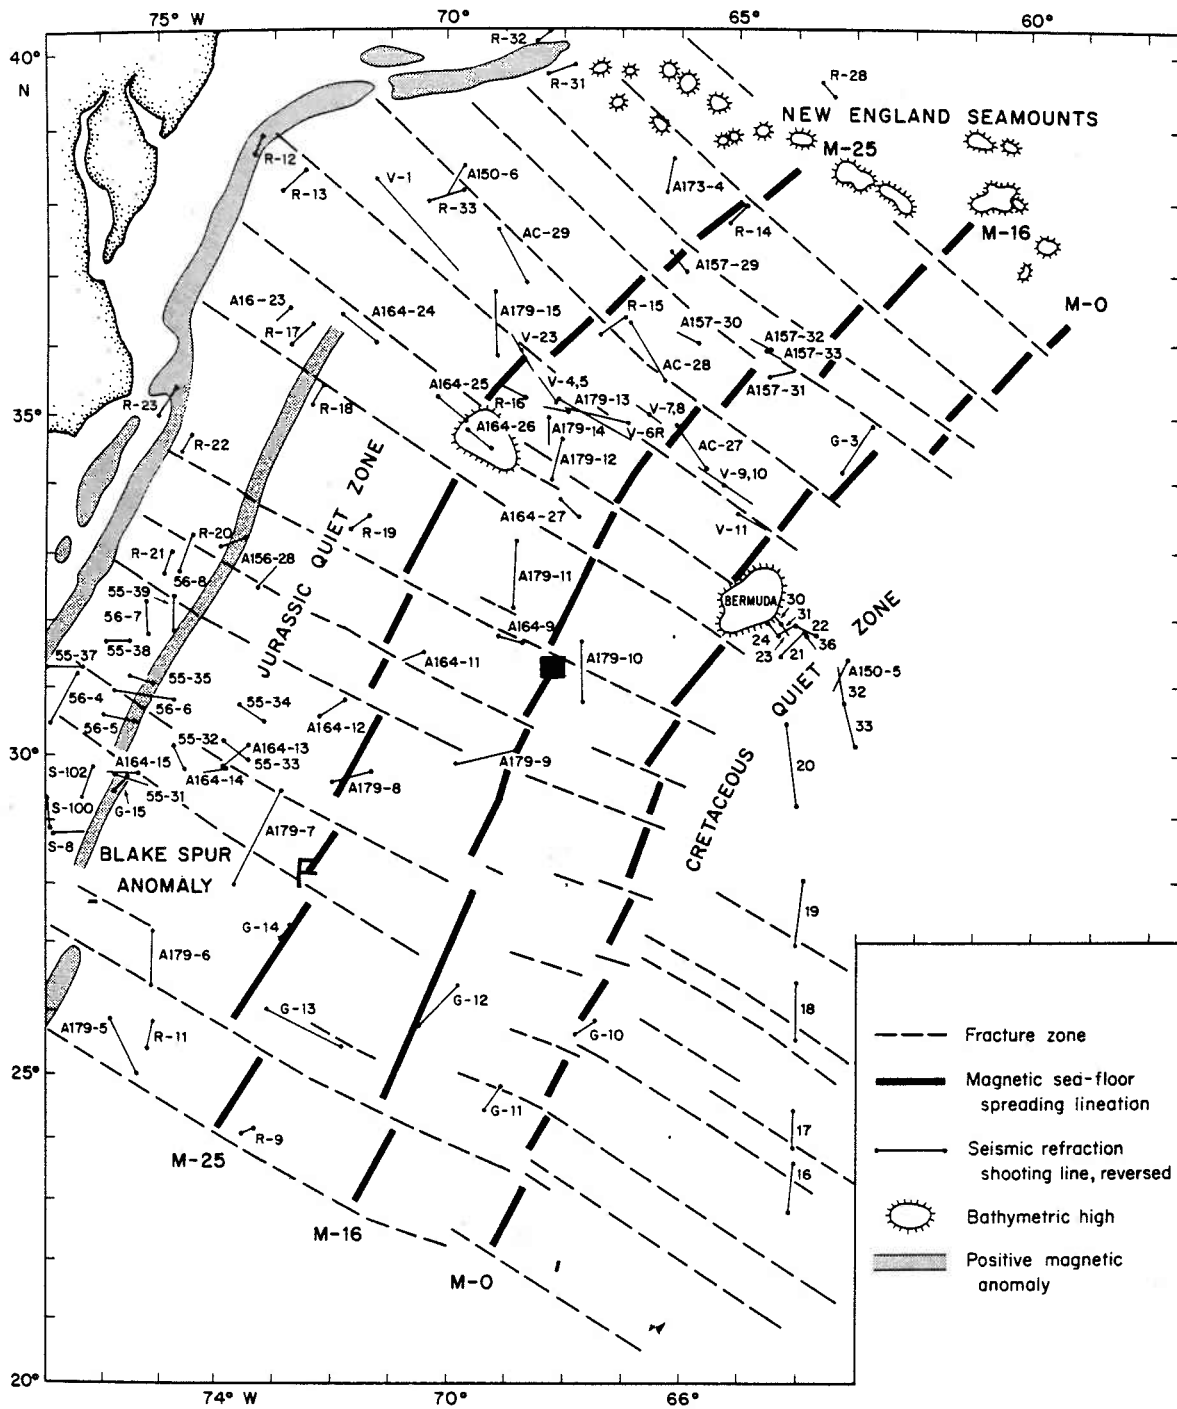 75° W 70° 65° 60°
40°
N
R-32
R-31
R-28
NEW ENGLAND SEAMOUNTS
M-25
R-12
R-13
V-1
A150-6
R-33
A173-4
R-14
M-16
AC-29
A157-29
M-0
A16-23
R-17
A164-24
A179-15
R-15
V-23
A157-30
A157-32
A157-33
AC-28
A157-31
A164-25
V-4,5
R-16
A179-13
V-7,8
35°
R-23
R-18
A164-26
A179-14
V-6R
G-3
R-22
A179-12
AC-27
V-9,10
JURASSIC QUIET ZONE
A164-27
R-19
V-11
R-20
R-21
A156-28
56-8
A179-11
55-39
56-7
BERMUDA
30
31
22
A164-9
24
36
55-38
23
21
CRETACEOUS QUIET ZONE
55-37
A164-11
A179-10
A150-5
55-35
32
56-4
56-6
55-34
56-5
A164-12
33
30°
55-32
A164-13
A164-15
A179-9
S-102
A164-14
55-33
20
55-31
A179-8
S-100
G-15
S-8
A179-7
BLAKE SPUR
ANOMALY
G-14
19
A179-6
G-12
18
G-13
A179-5
R-11
G-10
Fracture zone
25°
Magnetic sea-floor
spreading lineation
G-11
17
R-9
Seismic refraction
shooting line, reversed
M-25
16
Bathymetric high
M-16
Positive magnetic
anomaly
M-0
20°
74° W 70° 66°